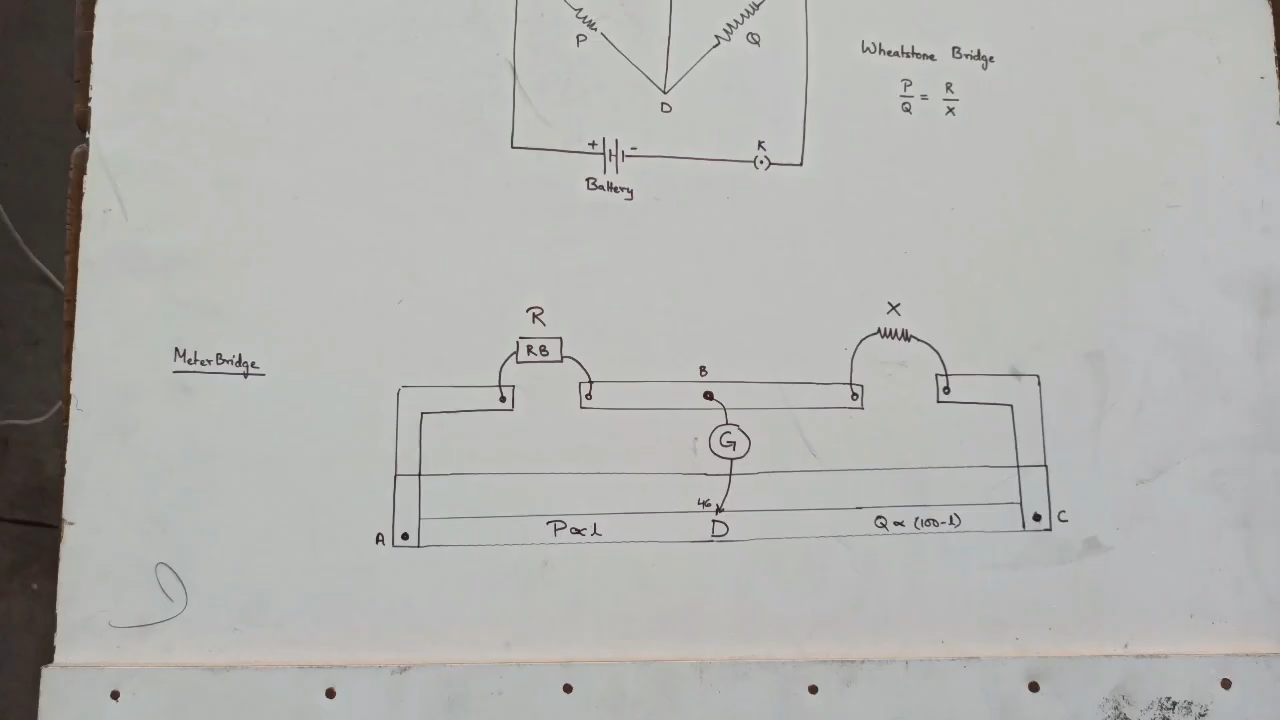 P
Q
D
+ -
K
Battery
Wheatstone Bridge
P/Q = R/X
Meter Bridge
R
RB
X
B
G
46
A
P∝l
D
Q∝(100-l)
C